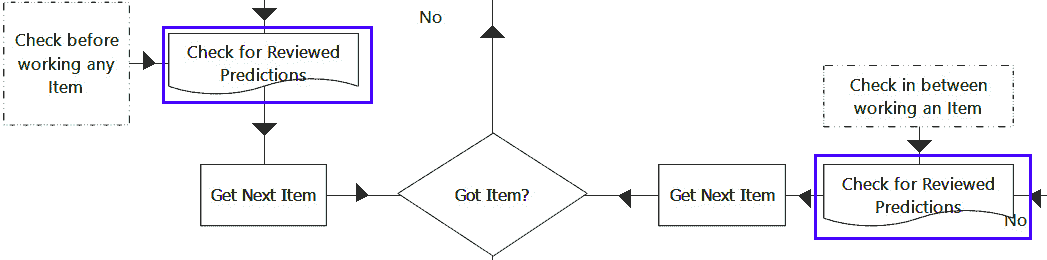 No
Check before
working any
Item
Check for Reviewed
Predictions
Check in between
working an Item
Get Next Item
Got Item?
Get Next Item
Check for Reviewed
Predictions
No